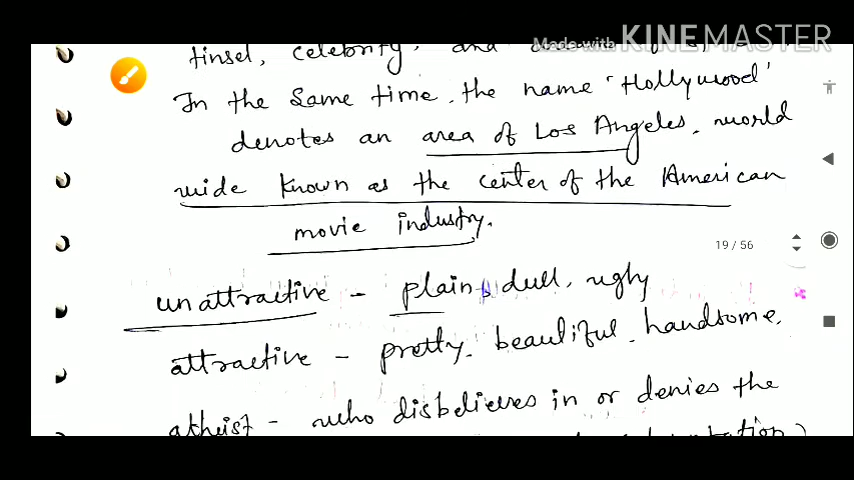 Made with KINEMASTER
tinsel, celebrity, and
In the same time, the name 'Hollywood'
denotes an area of Los Angeles, world
wide known as the center of the American
movie industry.
19 / 56
unattractive - plain, dull, ugly
attractive - pretty, beautiful, handsome.
atheist - who disbelieves in or denies the